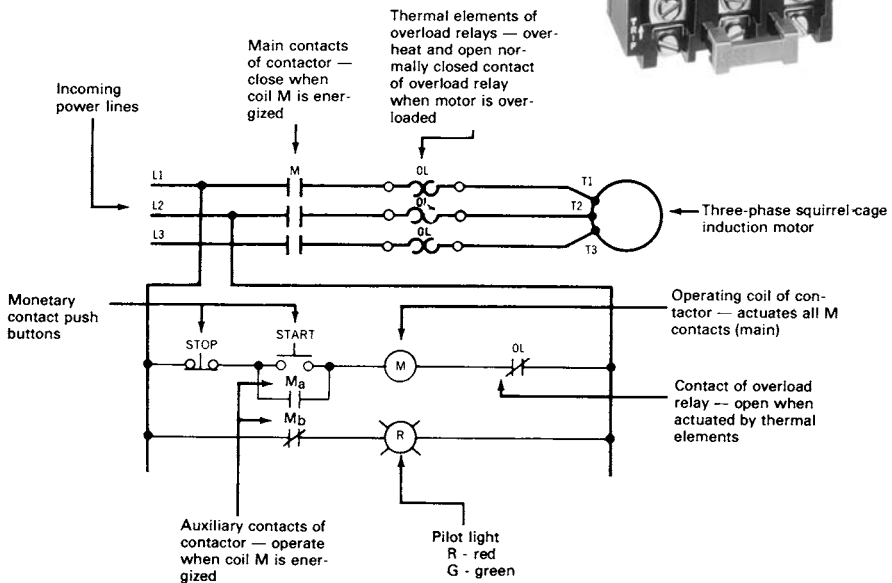 Thermal elements of
overload relays — over-
heat and open nor-
mally closed contact
of overload relay
when motor is over-
loaded
Main contacts
of contactor —
close when
coil M is ener-
gized
Incoming
power lines
TRIP
L1
M
OL
T1
L2
OL
T2
Three-phase squirrel-cage
induction motor
L3
OL
T3
Monetary
contact push
buttons
Operating coil of con-
tactor — actuates all M
contacts (main)
STOP
START
M
OL
Ma
Mb
Contact of overload
relay -- open when
actuated by thermal
elements
R
Auxiliary contacts of
contactor — operate
when coil M is ener-
gized
Pilot light
R - red
G - green